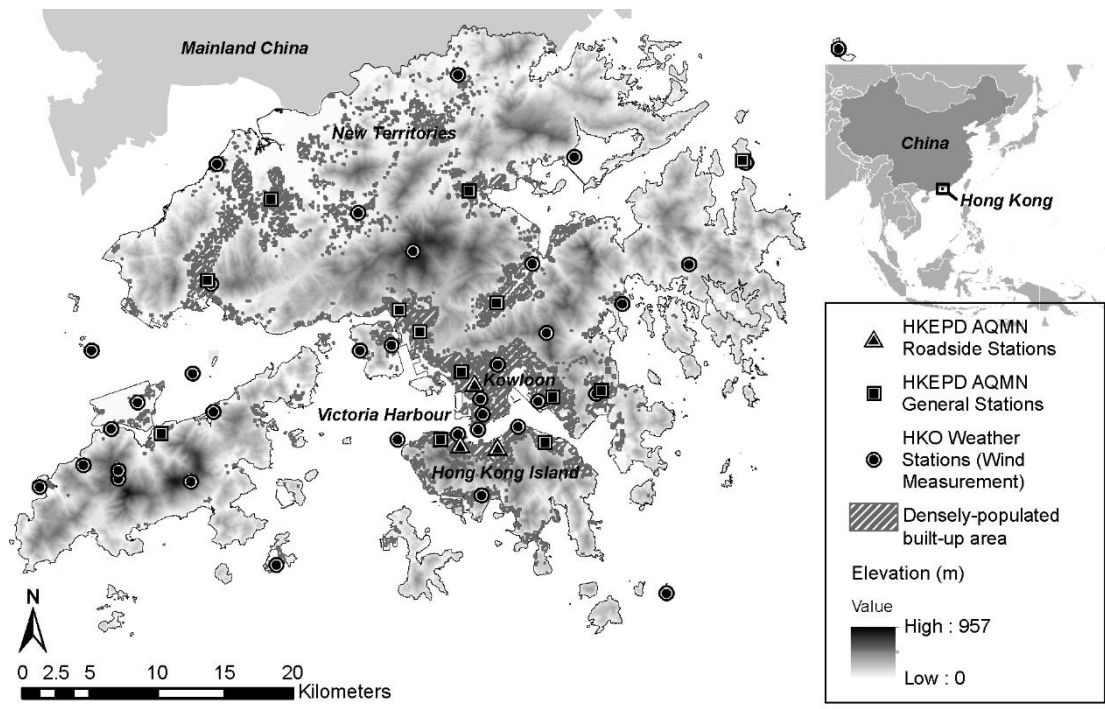 Mainland China
New Territories
Kowloon
Victoria Harbour
Hong Kong Island
N
0 2.5 5 10 15 20
Kilometers
China
Hong Kong
HKEPD AQMN
Roadside Stations
HKEPD AQMN
General Stations
HKO Weather
Stations (Wind
Measurement)
Densely-populated
built-up area
Elevation (m)
Value
High : 957
Low : 0